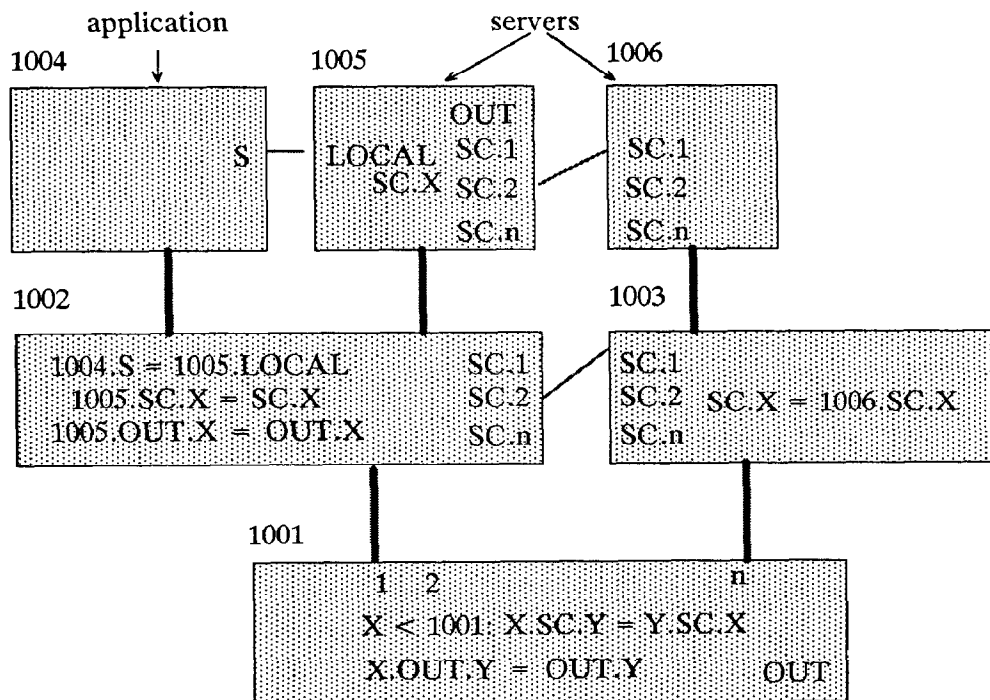 application
servers
1004
1005
1006
S
LOCAL
SC.X
OUT
SC.1
SC.2
SC.n
SC.1
SC.2
SC.n
1002
1003
1004.S = 1005.LOCAL
1005.SC.X = SC.X
1005.OUT.X = OUT.X
SC.1
SC.2
SC.n
SC.1
SC.2
SC.n
SC.X = 1006.SC.X
1001
1 2 n
X < 1001: X.SC.Y = Y.SC.X
X.OUT.Y = OUT.Y OUT